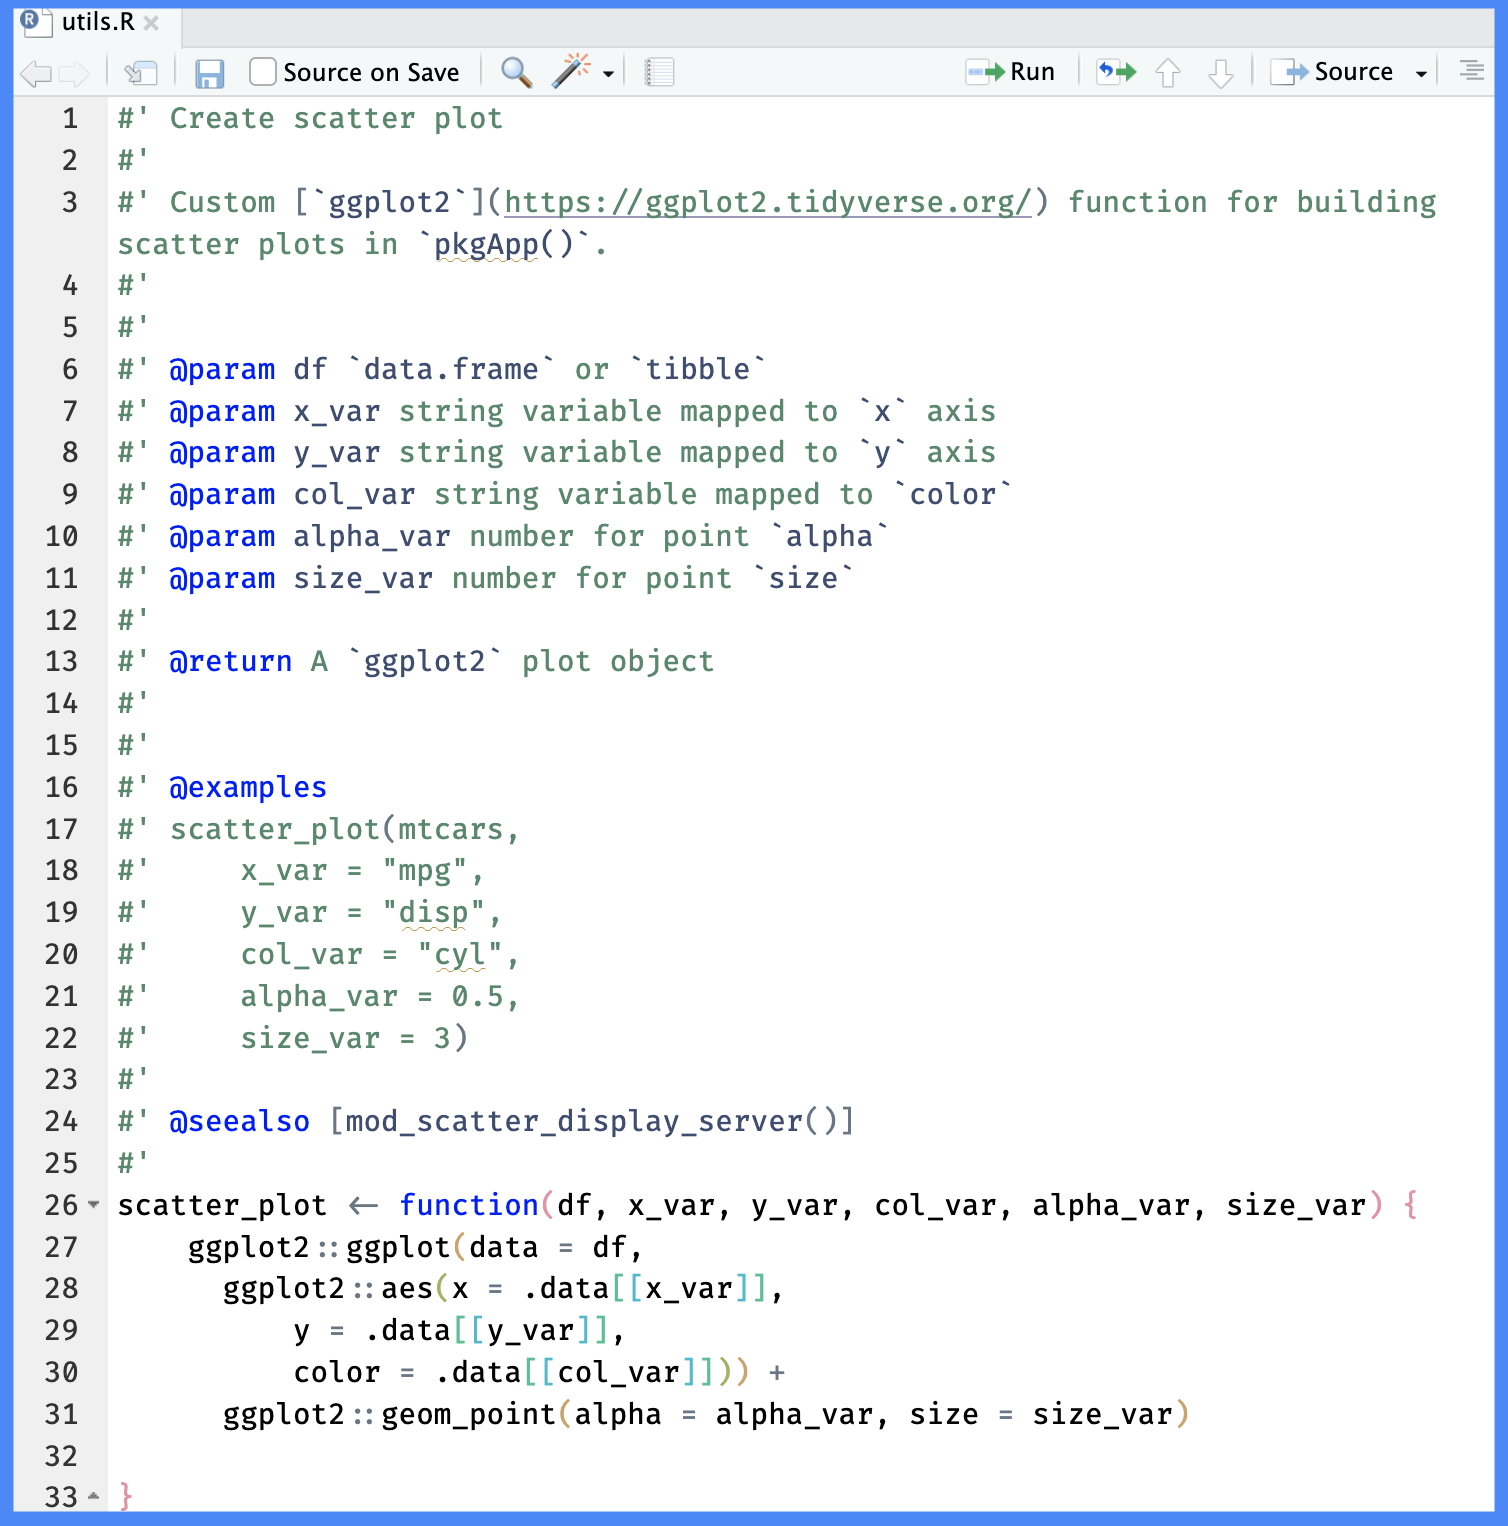 utils.R
Source on Save Run Source
1 #' Create scatter plot
2 #'
3 #' Custom [`ggplot2`](https://ggplot2.tidyverse.org/) function for building
scatter plots in `pkgApp()`.
4 #'
5 #'
6 #' @param df `data.frame` or `tibble`
7 #' @param x_var string variable mapped to `x` axis
8 #' @param y_var string variable mapped to `y` axis
9 #' @param col_var string variable mapped to `color`
10 #' @param alpha_var number for point `alpha`
11 #' @param size_var number for point `size`
12 #'
13 #' @return A `ggplot2` plot object
14 #'
15 #'
16 #' @examples
17 #' scatter_plot(mtcars,
18 #'     x_var = "mpg",
19 #'     y_var = "disp",
20 #'     col_var = "cyl",
21 #'     alpha_var = 0.5,
22 #'     size_var = 3)
23 #'
24 #' @seealso [mod_scatter_display_server()]
25 #'
26 scatter_plot <- function(df, x_var, y_var, col_var, alpha_var, size_var) {
27     ggplot2::ggplot(data = df,
28       ggplot2::aes(x = .data[[x_var]],
29           y = .data[[y_var]],
30           color = .data[[col_var]])) +
31       ggplot2::geom_point(alpha = alpha_var, size = size_var)
32
33 }